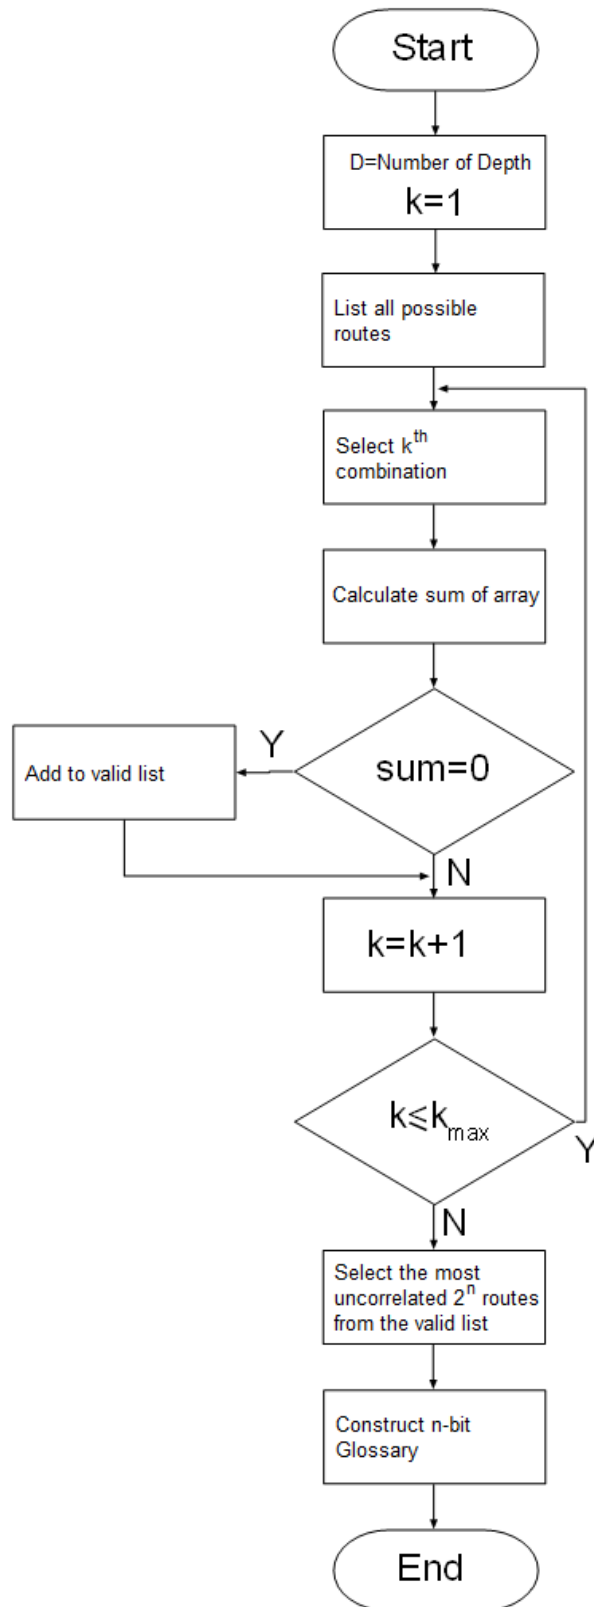 Start
D=Number of Depth
k=1
List all possible
routes
Select kth
combination
Calculate sum of array
sum=0
Y
Add to valid list
N
k=k+1
k⩽kmax
Y
N
Select the most
uncorrelated 2n routes
from the valid list
Construct n-bit
Glossary
End